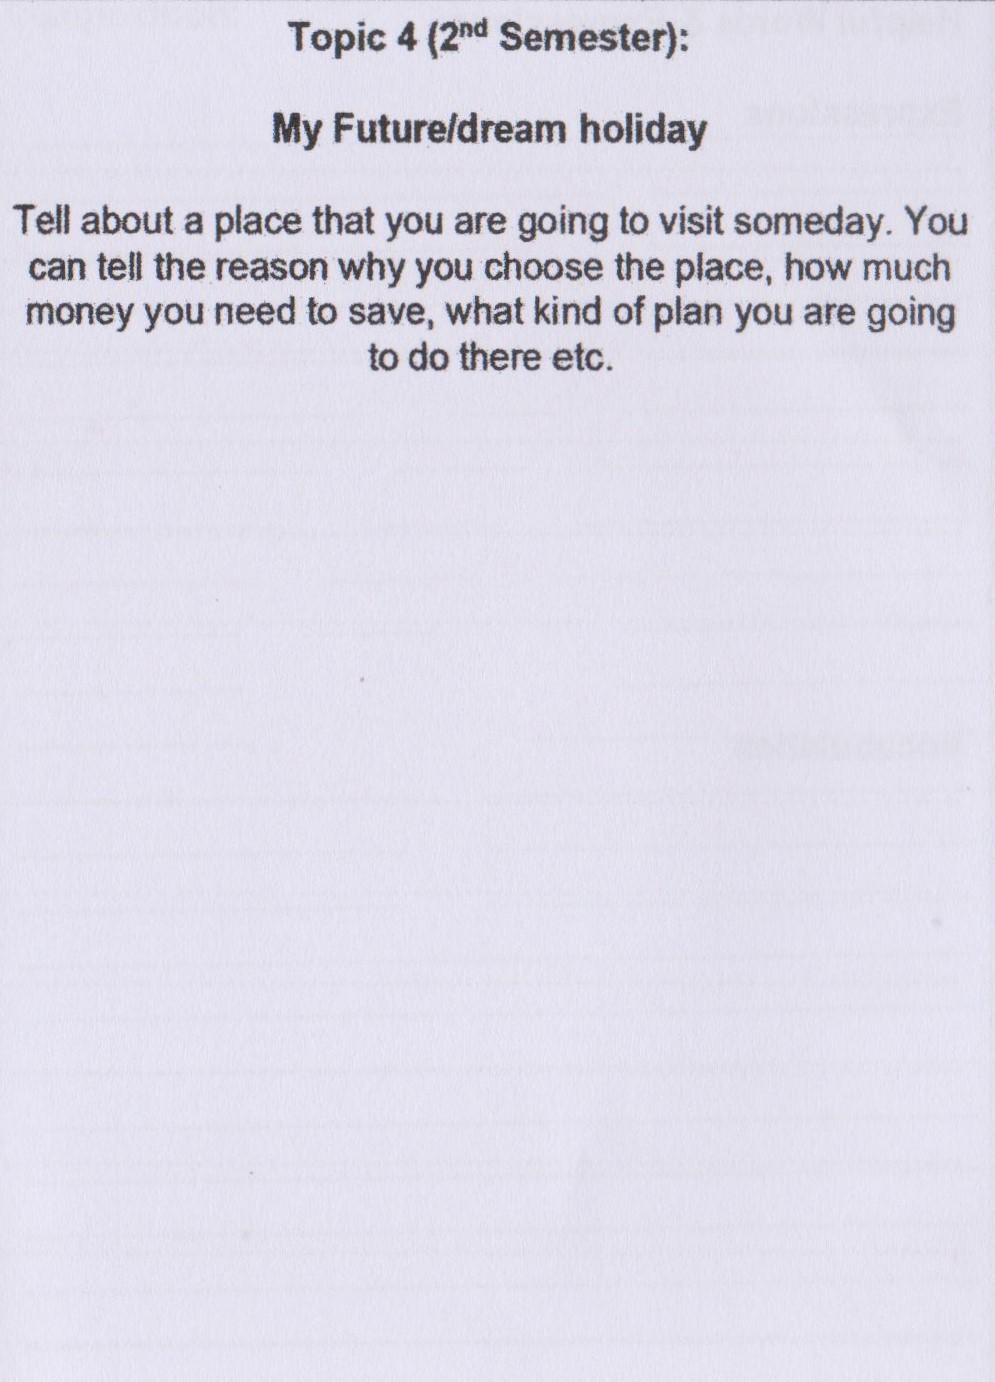 Topic 4 (2nd Semester):
My Future/dream holiday
Tell about a place that you are going to visit someday. You
can tell the reason why you choose the place, how much
money you need to save, what kind of plan you are going
to do there etc.